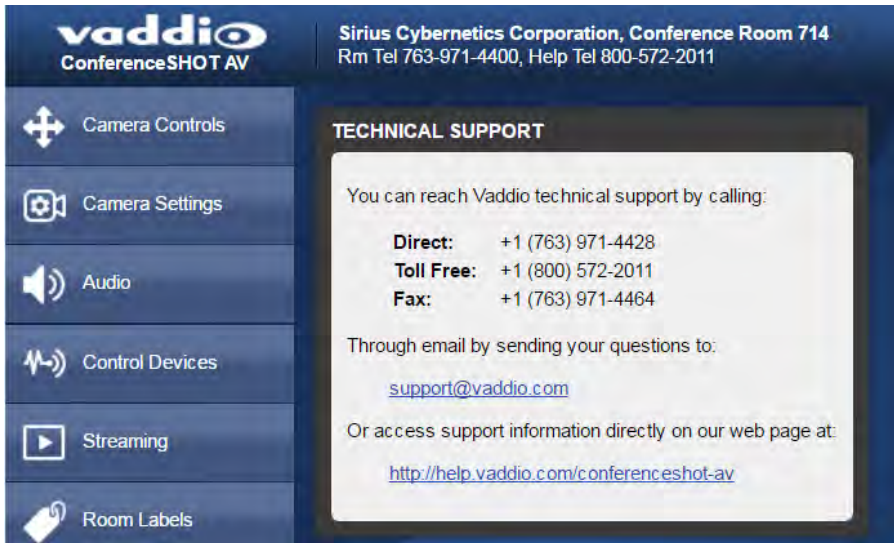 vaddio
ConferenceSHOT AV
Sirius Cybernetics Corporation, Conference Room 714
Rm Tel 763-971-4400, Help Tel 800-572-2011
Camera Controls
Camera Settings
Audio
Control Devices
Streaming
Room Labels
TECHNICAL SUPPORT
You can reach Vaddio technical support by calling:
Direct: +1 (763) 971-4428
Toll Free: +1 (800) 572-2011
Fax: +1 (763) 971-4464
Through email by sending your questions to:
support@vaddio.com
Or access support information directly on our web page at:
http://help.vaddio.com/conferenceshot-av